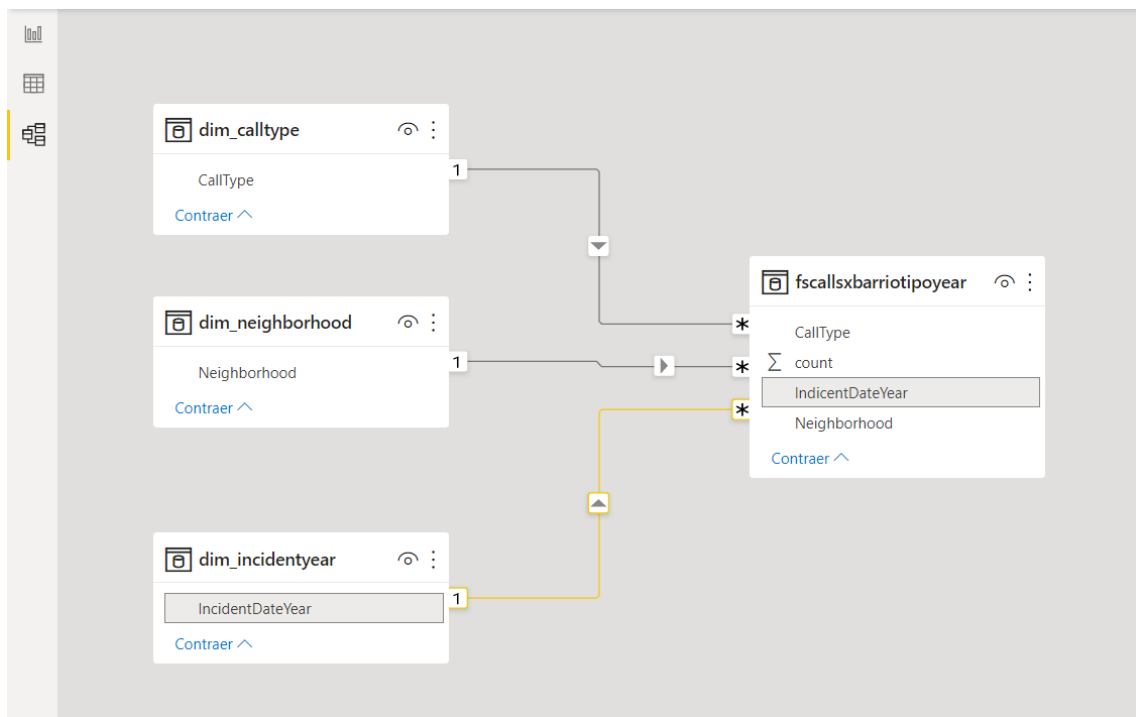 dim_calltype
CallType
Contraer
1
dim_neighborhood
Neighborhood
Contraer
1
dim_incidentyear
IncidentDateYear
Contraer
1
fscallsxbarriotipoyear
* CallType
* ∑ count
IndicentDateYear
* Neighborhood
Contraer